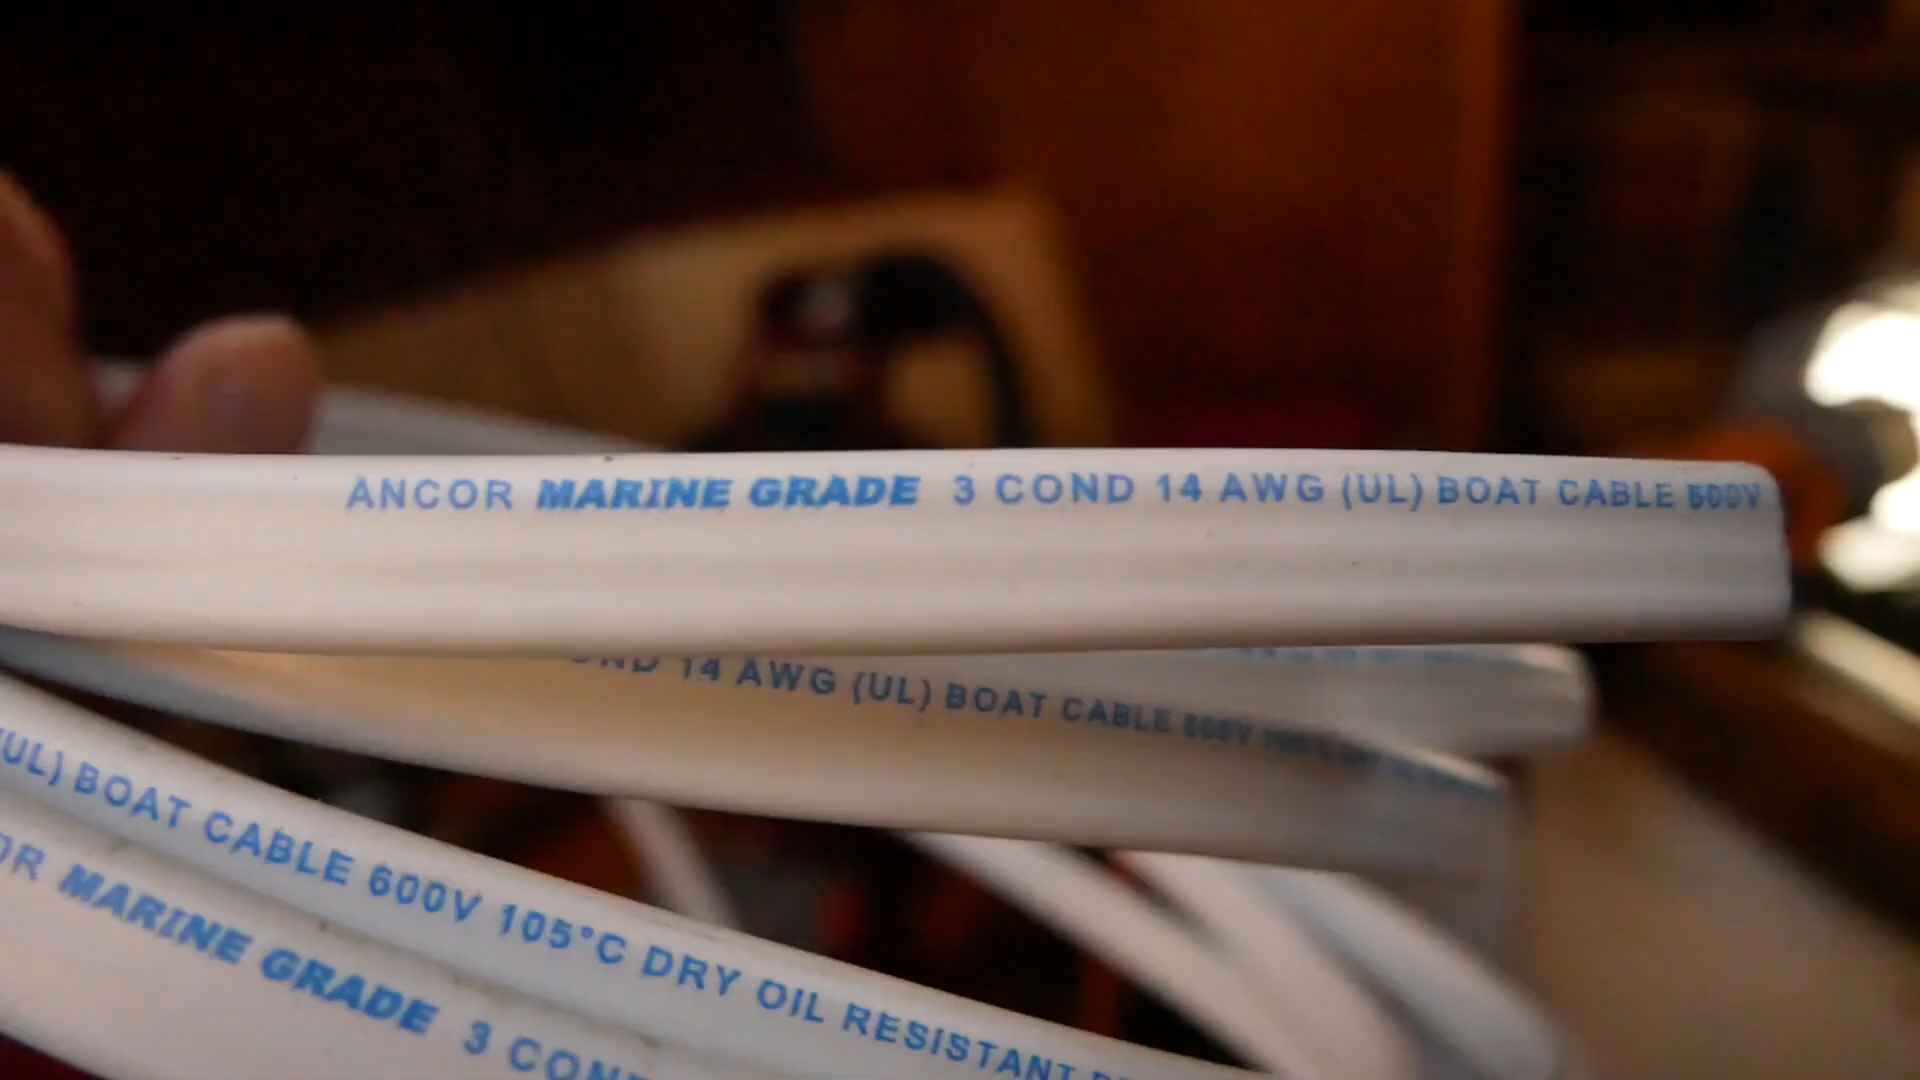 ANCOR MARINE GRADE 3 COND 14 AWG (UL) BOAT CABLE 600V
14 AWG (UL) BOAT CABLE 600V
(UL) BOAT CABLE 600V 105°C DRY OIL RESISTANT
MARINE GRADE 3